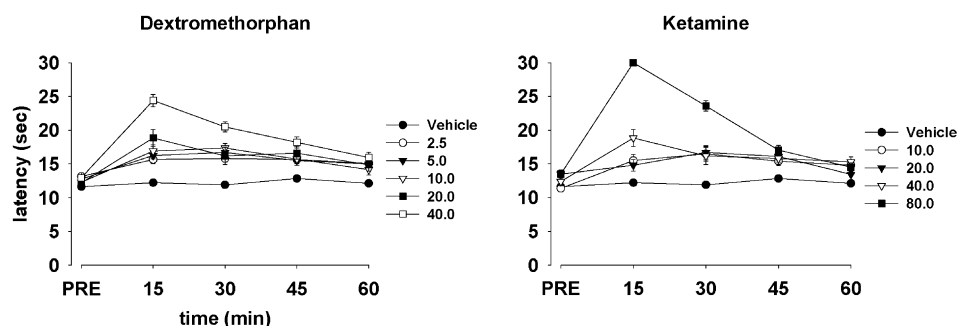 Dextromethorphan
latency (sec)
30
25
20
15
10
5
0
PRE 15 30 45 60
time (min)
Vehicle
2.5
5.0
10.0
20.0
40.0
Ketamine
30
25
20
15
10
5
0
PRE 15 30 45 60
Vehicle
10.0
20.0
40.0
80.0